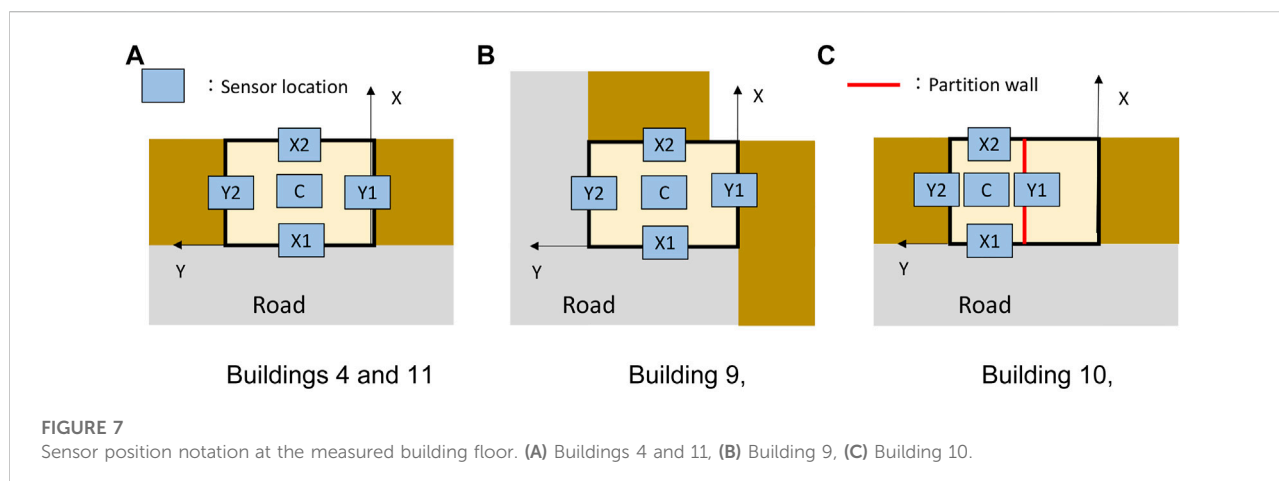 A
: Sensor location
X
X2
Y2
C
Y1
X1
Y
Road
Buildings 4 and 11
B
X
X2
Y2
C
Y1
X1
Y
Road
Building 9,
C
: Partition wall
X
X2
Y2
C
Y1
X1
Y
Road
Building 10,
FIGURE 7
Sensor position notation at the measured building floor. (A) Buildings 4 and 11, (B) Building 9, (C) Building 10.